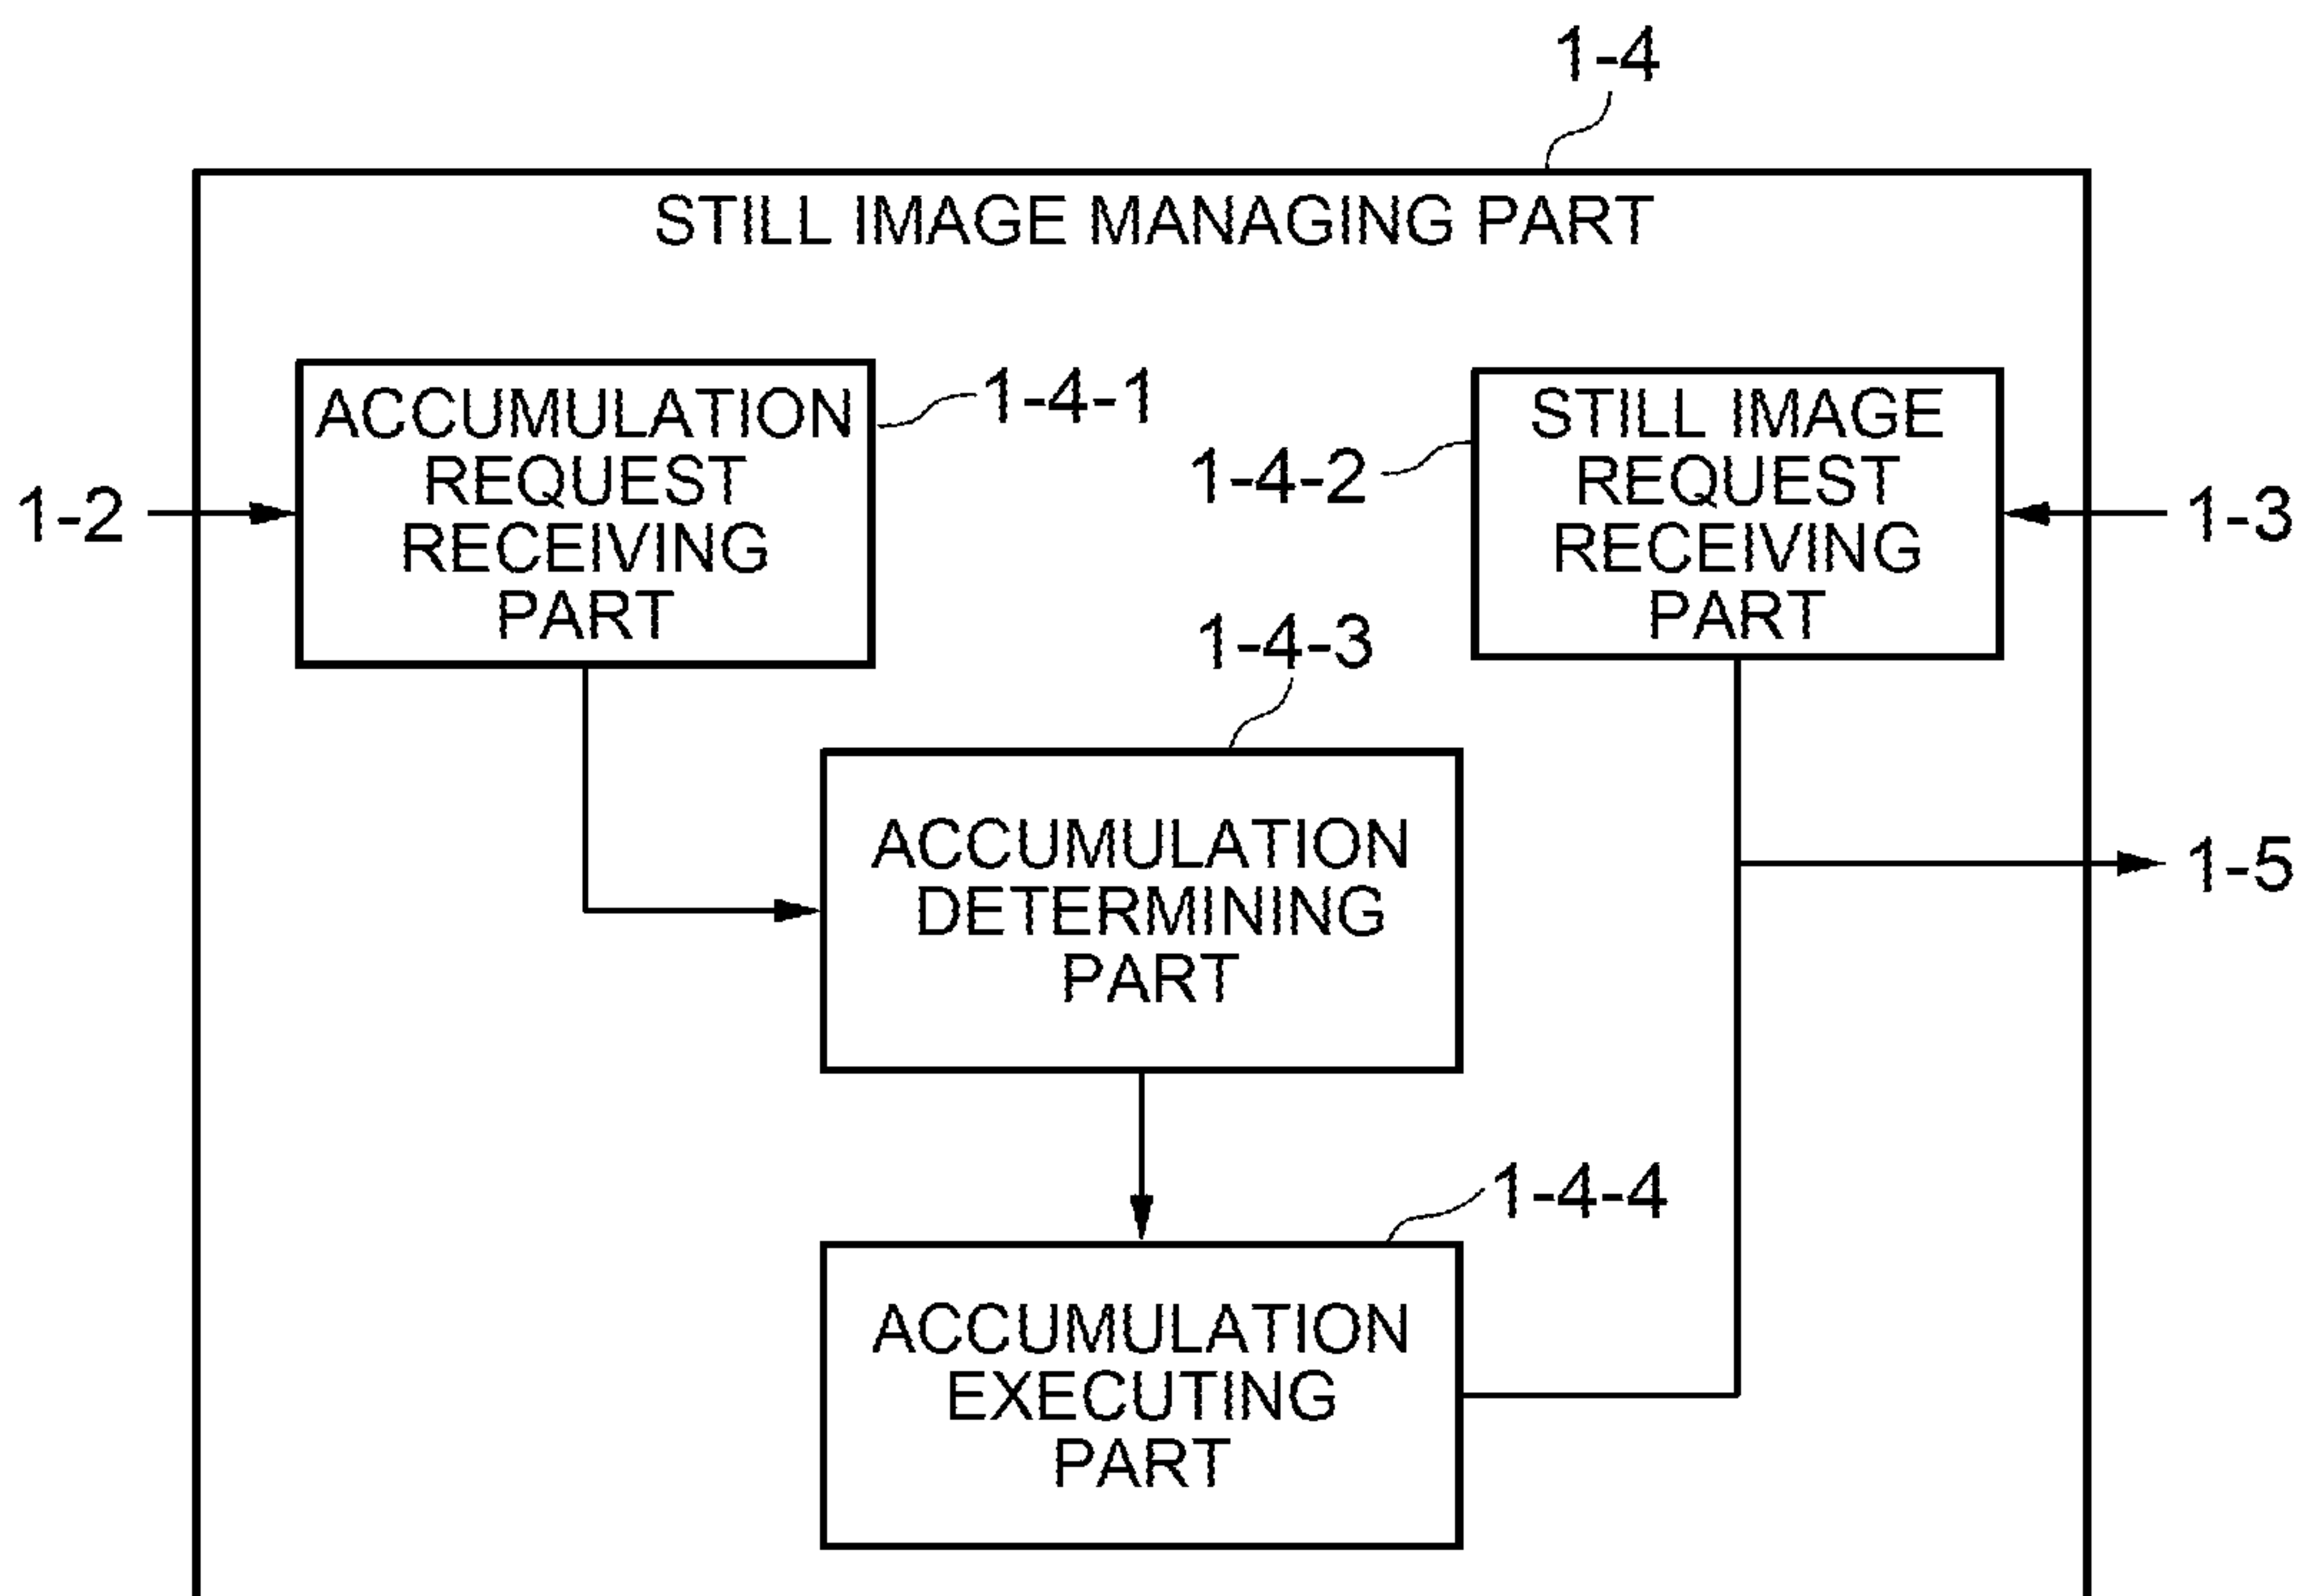 1-4
STILL IMAGE MANAGING PART
ACCUMULATION
REQUEST
RECEIVING
PART
1-4-1
1-4-2
STILL IMAGE
REQUEST
RECEIVING
PART
1-2
1-3
1-4-3
ACCUMULATION
DETERMINING
PART
1-5
1-4-4
ACCUMULATION
EXECUTING
PART